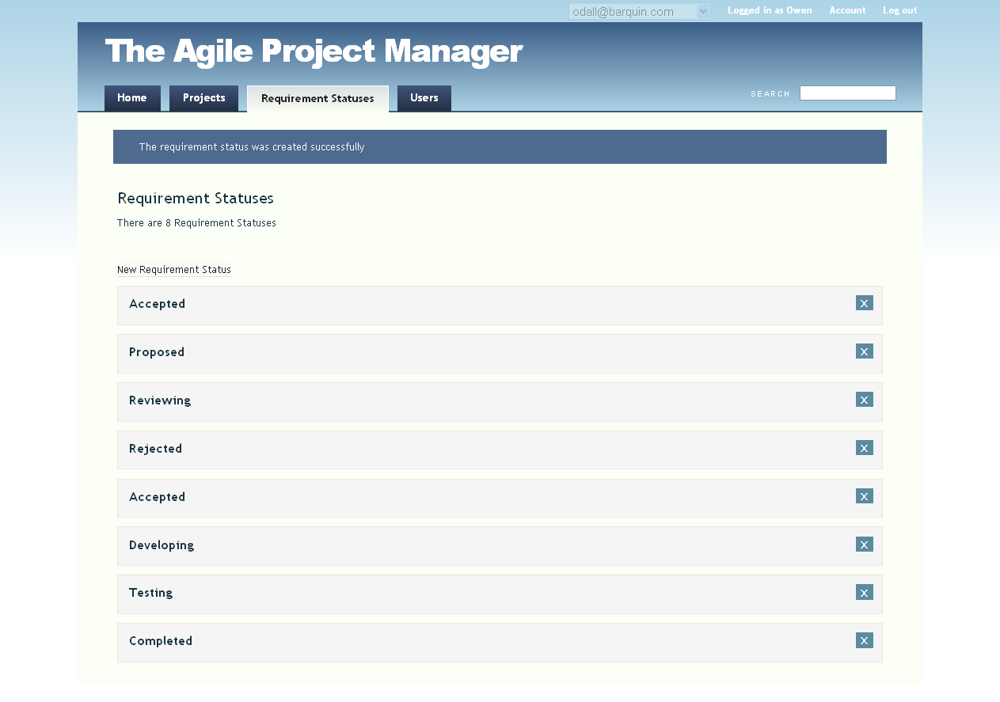 odall@barquin.com Logged in as Owen Account Log out
The Agile Project Manager
Home Projects Requirement Statuses Users SEARCH
The requirement status was created successfully
Requirement Statuses
There are 8 Requirement Statuses
New Requirement Status
Accepted X
Proposed X
Reviewing X
Rejected X
Accepted X
Developing X
Testing X
Completed X